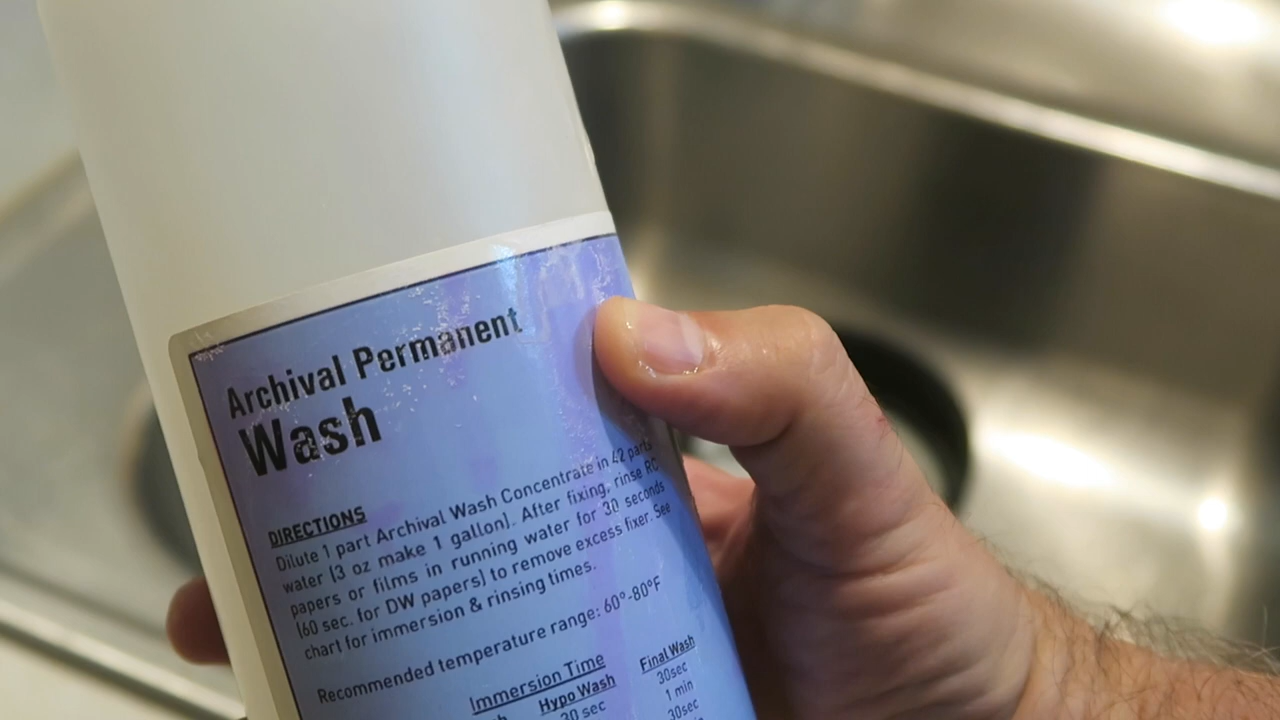 Archival Permanent
Wash
DIRECTIONS
Dilute 1 part Archival Wash Concentrate in 42 parts
water (3 oz make 1 gallon). After fixing, rinse RC
papers or films in running water for 30 seconds
(60 sec. for DW papers) to remove excess fixer. See
chart for immersion & rinsing times.
Recommended temperature range: 60°-80°F
Immersion Time
Hypo Wash Final Wash
30sec
1 min
30 sec 30sec